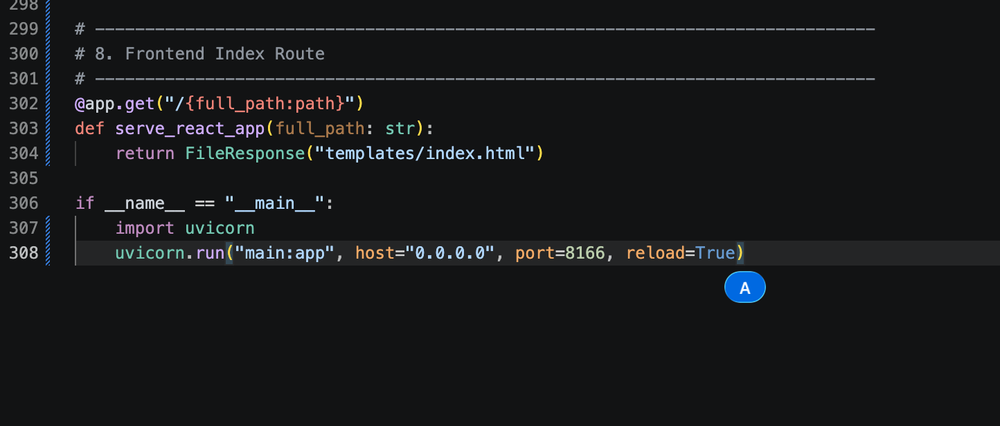 298
299 # ------------------------------------------------------------------------------
300 # 8. Frontend Index Route
301 # ------------------------------------------------------------------------------
302 @app.get("/{full_path:path}")
303 def serve_react_app(full_path: str):
304     return FileResponse("templates/index.html")
305
306 if __name__ == "__main__":
307     import uvicorn
308     uvicorn.run("main:app", host="0.0.0.0", port=8166, reload=True)
A